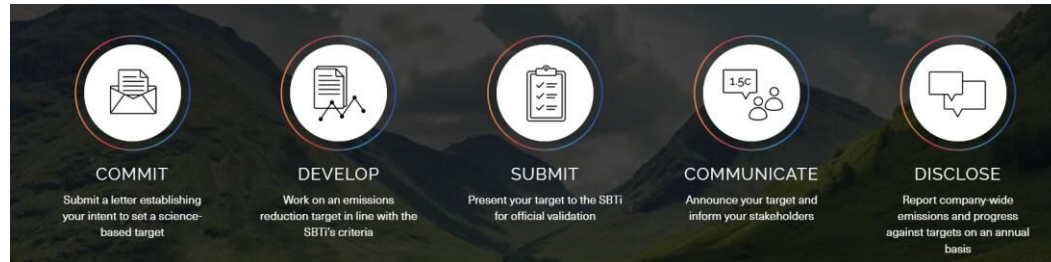 1.5C
COMMIT
Submit a letter establishing
your intent to set a science-
based target
DEVELOP
Work on an emissions
reduction target in line with the
SBTi's criteria
SUBMIT
Present your target to the SBTi
for official validation
COMMUNICATE
Announce your target and
inform your stakeholders
DISCLOSE
Report company-wide
emissions and progress
against targets on an annual
basis